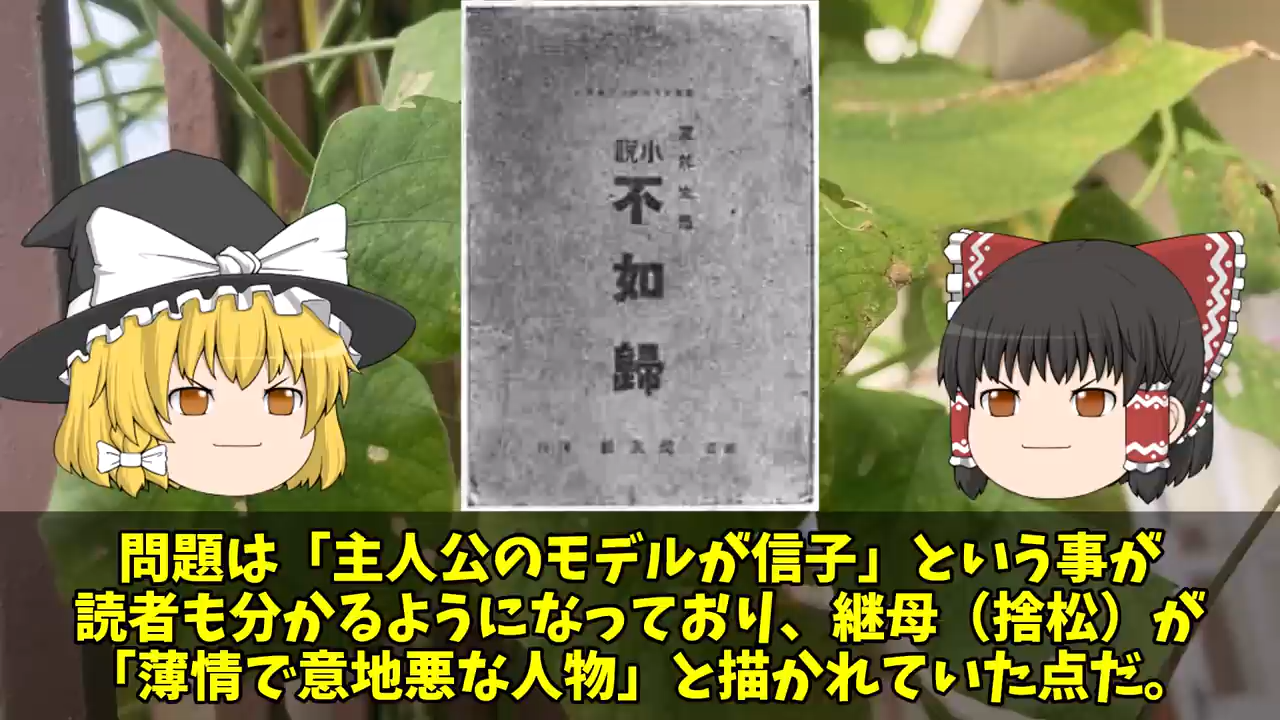 小説
不如歸
問題は「主人公のモデルが信子」という事が
読者も分かるようになっており、継母（捨松）が
「薄情で意地悪な人物」と描かれていた点だ。